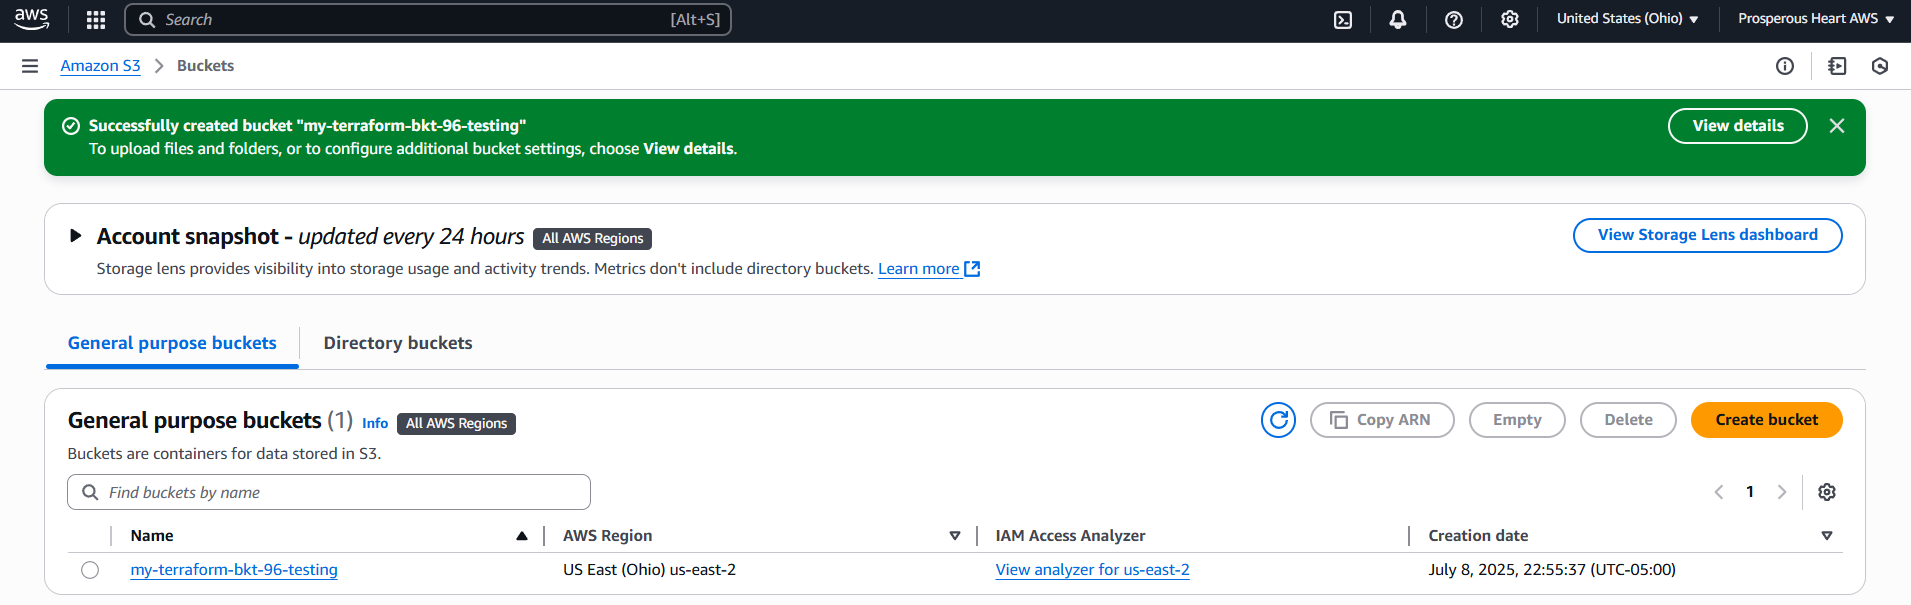 aws
Search [Alt+S]
United States (Ohio)
Prosperous Heart AWS
Amazon S3 > Buckets
Successfully created bucket "my-terraform-bkt-96-testing"
To upload files and folders, or to configure additional bucket settings, choose View details.
View details
Account snapshot - updated every 24 hours All AWS Regions
Storage lens provides visibility into storage usage and activity trends. Metrics don't include directory buckets. Learn more
View Storage Lens dashboard
General purpose buckets
Directory buckets
General purpose buckets (1) Info All AWS Regions
Buckets are containers for data stored in S3.
Copy ARN
Empty
Delete
Create bucket
Find buckets by name
1
Name AWS Region IAM Access Analyzer Creation date
my-terraform-bkt-96-testing US East (Ohio) us-east-2 View analyzer for us-east-2 July 8, 2025, 22:55:37 (UTC-05:00)